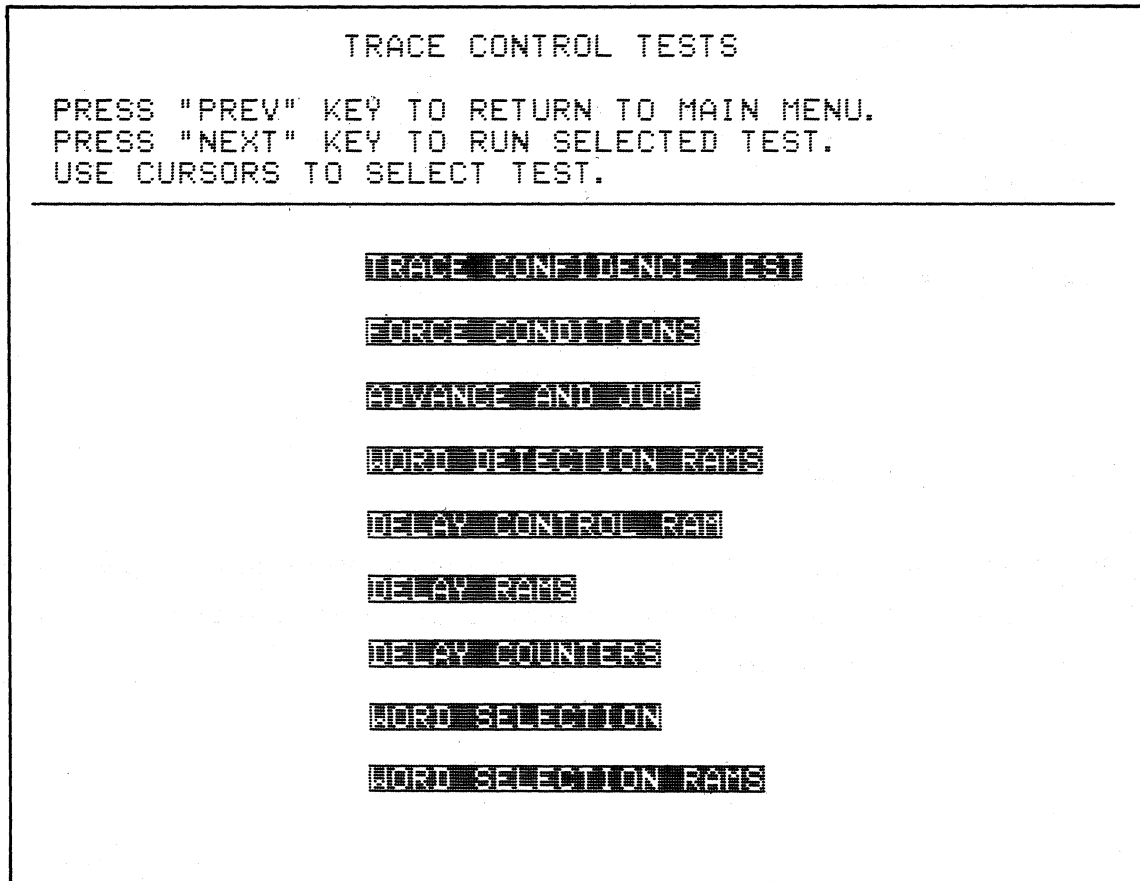 TRACE CONTROL TESTS
PRESS "PREV" KEY TO RETURN TO MAIN MENU.
PRESS "NEXT" KEY TO RUN SELECTED TEST.
USE CURSORS TO SELECT TEST.
TRACE CONFIDENCE TEST
FORCE CONDITIONS
ADVANCE AND JUMP
WORD DETECTION RAMS
DELAY CONTROL RAM
DELAY RAMS
DELAY COUNTERS
WORD SELECTION
WORD SELECTION RAMS